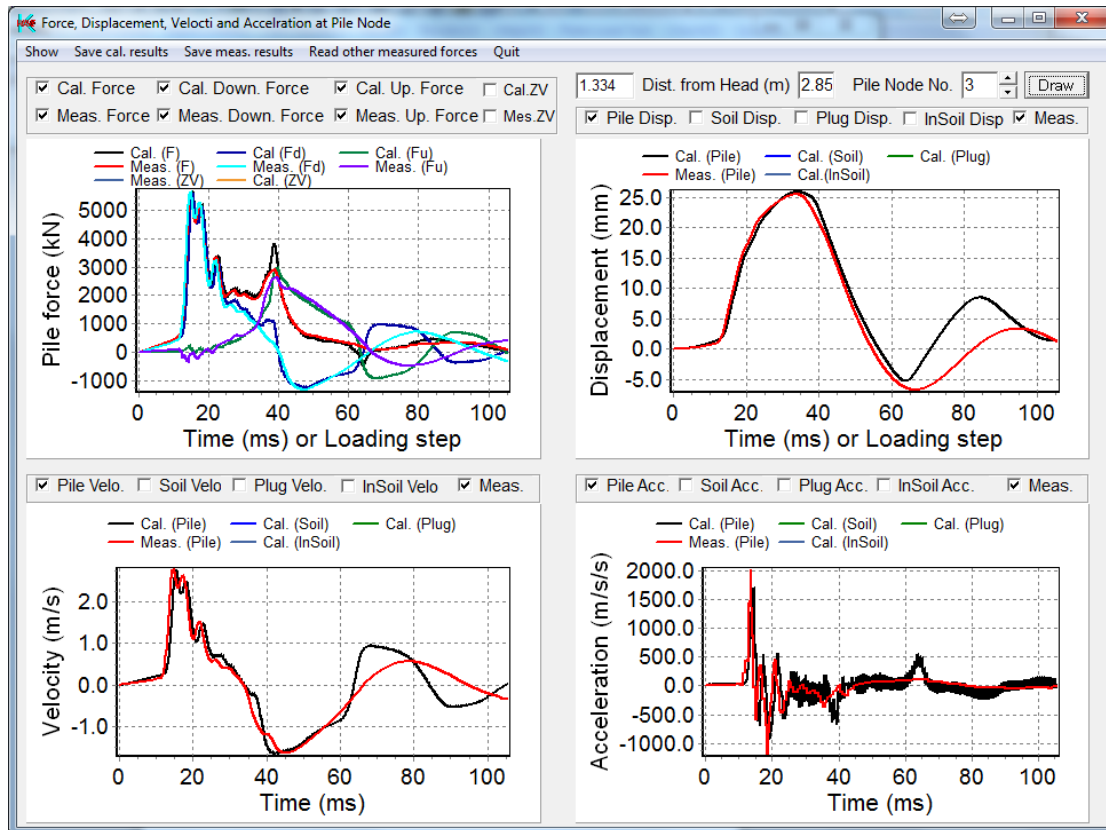 Force, Displacement, Velocti and Accelration at Pile Node
Show Save cal. results Save meas. results Read other measured forces Quit
Cal. Force Cal. Down. Force Cal. Up. Force Cal.ZV
Meas. Force Meas. Down. Force Meas. Up. Force Mes.ZV
1.334 Dist. from Head (m) 2.85 Pile Node No. 3 Draw
Pile Disp. Soil Disp. Plug Disp. InSoil Disp Meas.
Cal. (F) Cal (Fd) Cal. (Fu)
Meas. (F) Meas. (Fd) Meas. (Fu)
Meas. (ZV) Cal. (ZV)
Pile force (kN)
5000
4000
3000
2000
1000
0
-1000
0 20 40 60 80 100
Time (ms) or Loading step
Cal. (Pile) Cal. (Soil) Cal. (Plug)
Meas. (Pile) Cal.(InSoil)
Displacement (mm)
25.0
20.0
15.0
10.0
5.0
0.0
-5.0
0 20 40 60 80 100
Time (ms) or Loading step
Pile Velo. Soil Velo Plug Velo. InSoil Velo Meas.
Cal. (Pile) Cal. (Soil) Cal. (Plug)
Meas. (Pile) Cal. (InSoil)
Velocity (m/s)
2.0
1.0
0.0
-1.0
0 20 40 60 80 100
Time (ms)
Pile Acc. Soil Acc. Plug Acc. InSoil Acc. Meas.
Cal. (Pile) Cal. (Soil) Cal. (Plug)
Meas. (Pile) Cal. (InSoil)
Acceleration (m/s/s)
2000.0
1500.0
1000.0
500.0
0.0
-500.0
-1000.0
0 20 40 60 80 100
Time (ms)